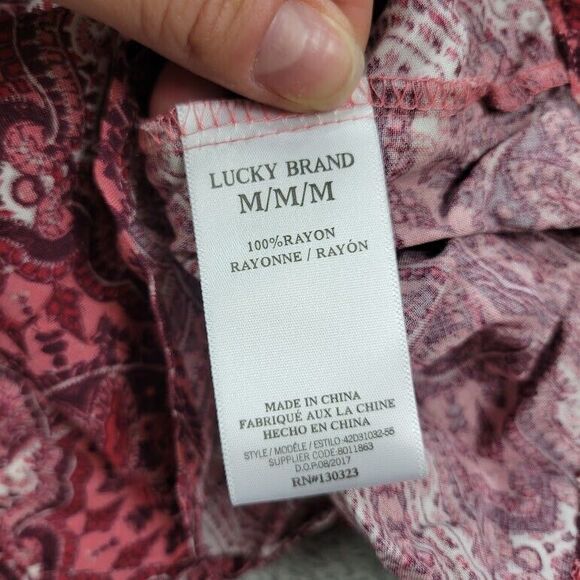 LUCKY BRAND
M/M/M
100%RAYON
RAYONNE / RAYÓN
MADE IN CHINA
FABRIQUÉ AUX LA CHINE
HECHO EN CHINA
STYLE / MODÈLE / ESTILO:42D31032-55
SUPPLIER CODE:8011863
D.O.P.08/2017
RN#130323